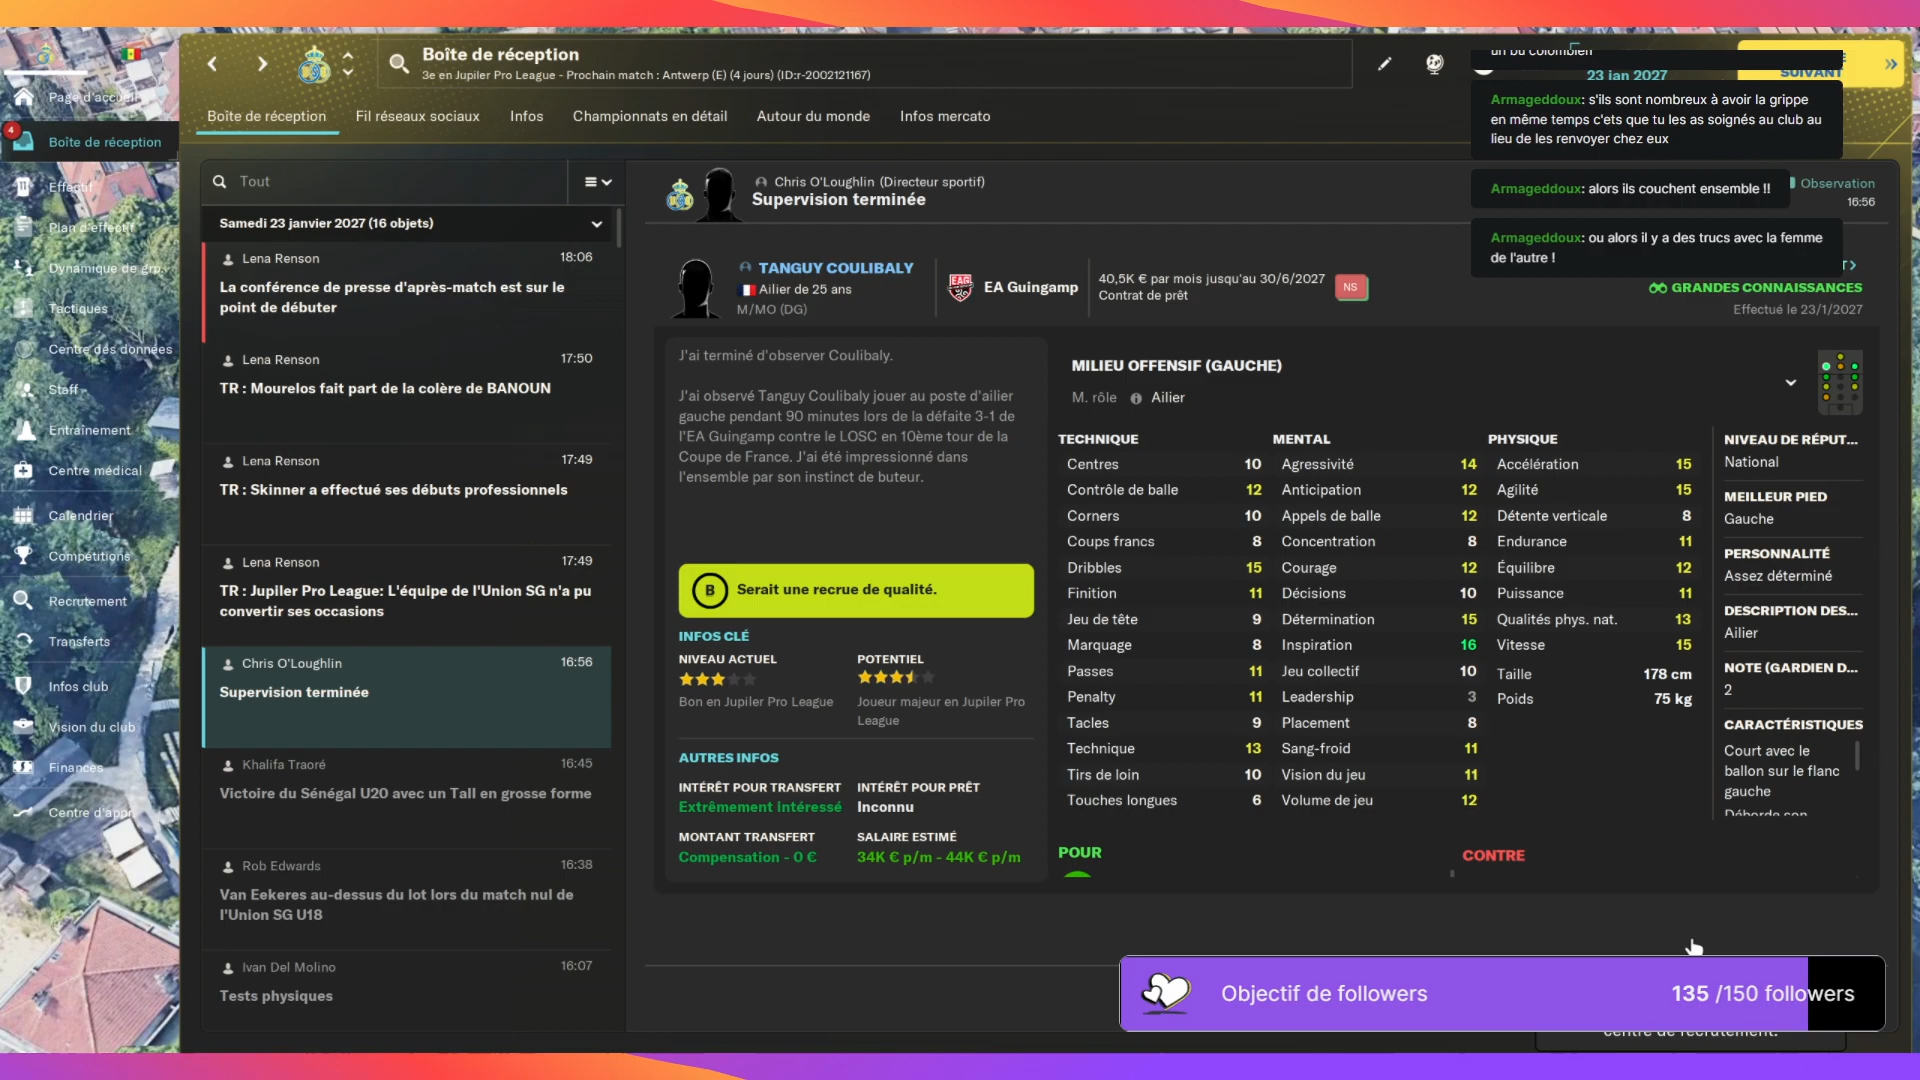 Boîte de réception
3e en Jupiler Pro League - Prochain match : Antwerp (E) (4 jours) (ID:r-2002121167)
un bu colombien
23 jan 2027
SUIVANT
Armageddoux: s'ils sont nombreux à avoir la grippe
en même temps c'ets que tu les as soignés au club au
lieu de les renvoyer chez eux
Armageddoux: alors ils couchent ensemble !!
Armageddoux: ou alors il y a des trucs avec la femme
de l'autre !
Boîte de réception
Fil réseaux sociaux
Infos
Championnats en détail
Autour du monde
Infos mercato
Page d'accueil
4
Boîte de réception
Effectif
Plan d'effectif
Dynamique de grp.
Tactiques
Centre des données
Staff
Entraînement
Centre médical
Calendrier
Compétitions
Recrutement
Transferts
Infos club
Vision du club
Finances
Centre d'appr.
Tout
Samedi 23 janvier 2027 (16 objets)
Lena Renson
18:06
La conférence de presse d'après-match est sur le
point de débuter
Lena Renson
17:50
TR : Mourelos fait part de la colère de BANOUN
Lena Renson
17:49
TR : Skinner a effectué ses débuts professionnels
Lena Renson
17:49
TR : Jupiler Pro League: L'équipe de l'Union SG n'a pu
convertir ses occasions
Chris O'Loughlin
16:56
Supervision terminée
Khalifa Traoré
16:45
Victoire du Sénégal U20 avec un Tall en grosse forme
Rob Edwards
16:38
Van Eekeres au-dessus du lot lors du match nul de
l'Union SG U18
Ivan Del Molino
16:07
Tests physiques
Chris O'Loughlin (Directeur sportif)
Supervision terminée
Observation
16:56
TANGUY COULIBALY
Ailier de 25 ans
M/MO (DG)
EAG
EA Guingamp
40,5K € par mois jusqu'au 30/6/2027
Contrat de prêt
NS
GRANDES CONNAISSANCES
Effectué le 23/1/2027
J'ai terminé d'observer Coulibaly.
J'ai observé Tanguy Coulibaly jouer au poste d'ailier
gauche pendant 90 minutes lors de la défaite 3-1 de
l'EA Guingamp contre le LOSC en 10ème tour de la
Coupe de France. J'ai été impressionné dans
l'ensemble par son instinct de buteur.
B
Serait une recrue de qualité.
INFOS CLÉ
NIVEAU ACTUEL
POTENTIEL
Bon en Jupiler Pro League
Joueur majeur en Jupiler Pro
League
AUTRES INFOS
INTÉRÊT POUR TRANSFERT
INTÉRÊT POUR PRÊT
Extrêmement intéressé
Inconnu
MONTANT TRANSFERT
SALAIRE ESTIMÉ
Compensation - 0 €
34K € p/m - 44K € p/m
MILIEU OFFENSIF (GAUCHE)
M. rôle
Ailier
TECHNIQUE
Centres 10
Contrôle de balle 12
Corners 10
Coups francs 8
Dribbles 15
Finition 11
Jeu de tête 9
Marquage 8
Passes 11
Penalty 11
Tacles 9
Technique 13
Tirs de loin 10
Touches longues 6
MENTAL
Agressivité 14
Anticipation 12
Appels de balle 12
Concentration 8
Courage 12
Décisions 10
Détermination 15
Inspiration 16
Jeu collectif 10
Leadership 3
Placement 8
Sang-froid 11
Vision du jeu 11
Volume de jeu 12
PHYSIQUE
Accélération 15
Agilité 15
Détente verticale 8
Endurance 11
Équilibre 12
Puissance 11
Qualités phys. nat. 13
Vitesse 15
Taille 178 cm
Poids 75 kg
NIVEAU DE RÉPUT...
National
MEILLEUR PIED
Gauche
PERSONNALITÉ
Assez déterminé
DESCRIPTION DES...
Ailier
NOTE (GARDIEN D...
2
CARACTÉRISTIQUES
Court avec le
ballon sur le flanc
gauche
Déborde son
POUR
CONTRE
Objectif de followers
135 /150 followers
centre de recrutement.